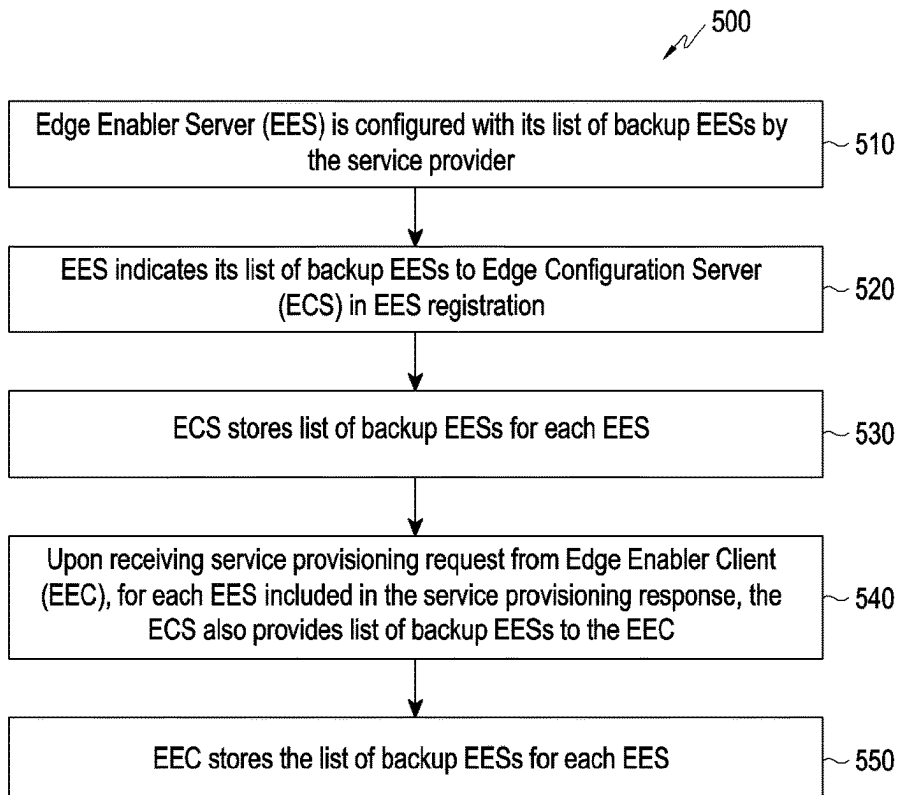 500
Edge Enabler Server (EES) is configured with its list of backup EESs by
the service provider
510
EES indicates its list of backup EESs to Edge Configuration Server
(ECS) in EES registration
520
ECS stores list of backup EESs for each EES
530
Upon receiving service provisioning request from Edge Enabler Client
(EEC), for each EES included in the service provisioning response, the
ECS also provides list of backup EESs to the EEC
540
EEC stores the list of backup EESs for each EES
550